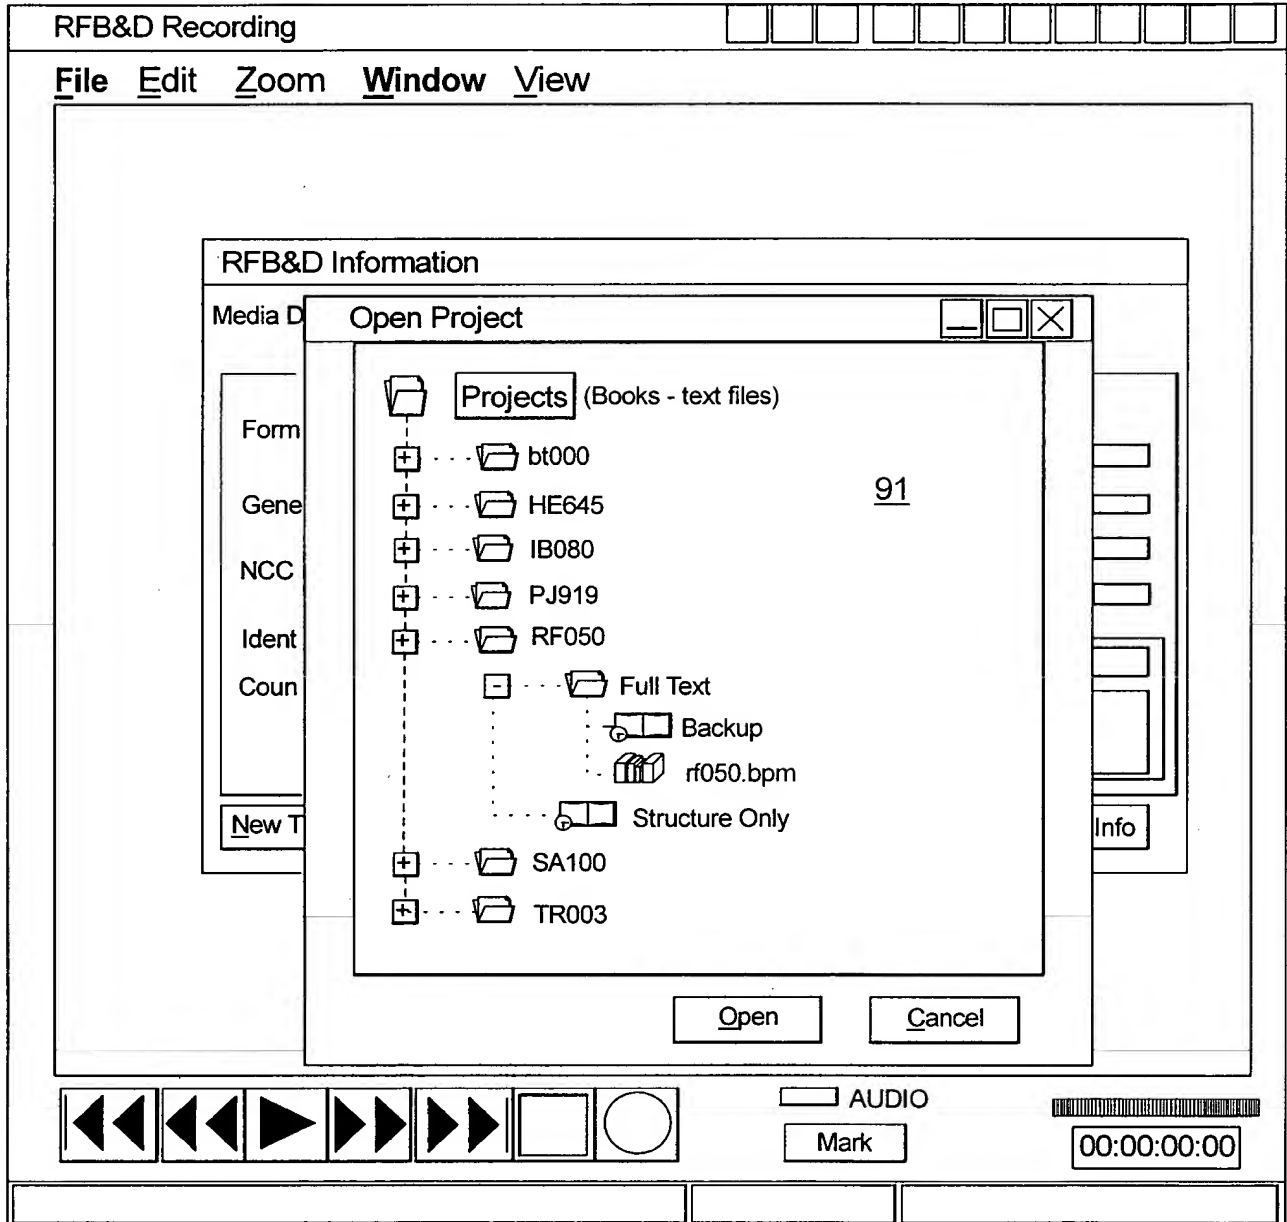 RFB&D Recording
File Edit Zoom Window View
RFB&D Information
Media D
Open Project
Projects (Books - text files)
Form
bt000
91
Gene
HE645
IB080
NCC
PJ919
Ident
RF050
Coun
Full Text
Backup
rf050.bpm
New T
Structure Only
Info
SA100
TR003
Open Cancel
AUDIO
Mark
00:00:00:00